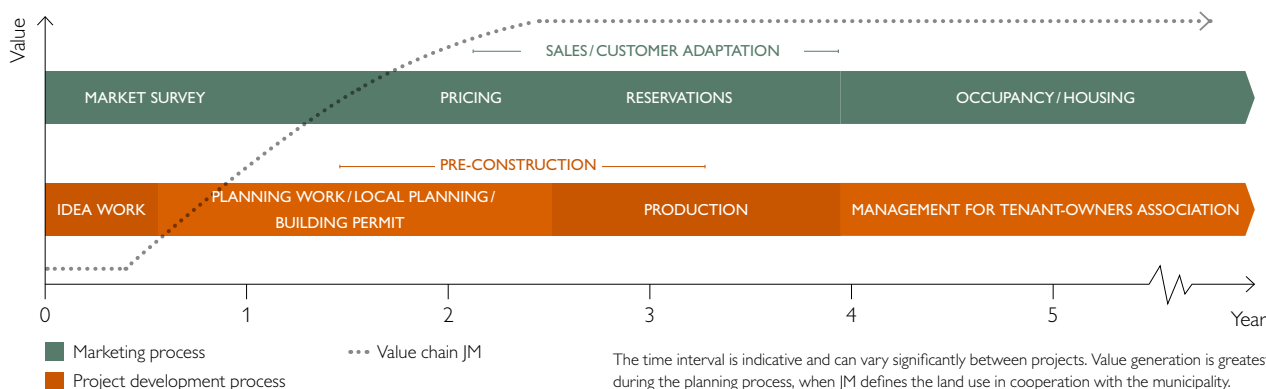 Value
SALES/CUSTOMER ADAPTATION
MARKET SURVEY
PRICING
RESERVATIONS
OCCUPANCY/HOUSING
PRE-CONSTRUCTION
IDEA WORK
PLANNING WORK/LOCAL PLANNING/
BUILDING PERMIT
PRODUCTION
MANAGEMENT FOR TENANT-OWNERS ASSOCIATION
0 1 2 3 4 5 Year
Marketing process
Value chain JM
Project development process
The time interval is indicative and can vary significantly between projects. Value generation is greates
during the planning process, when JM defines the land use in cooperation with the municipality.